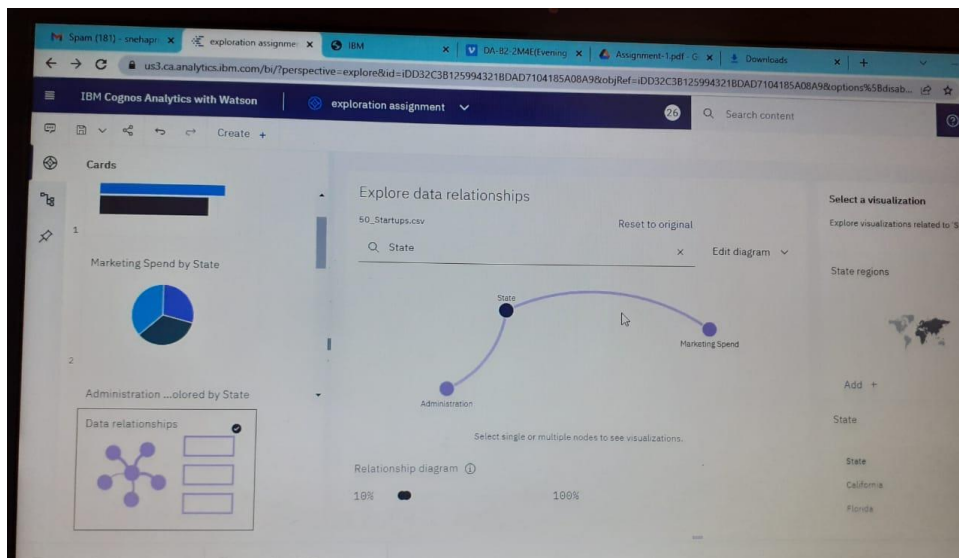 Spam (181) - snehapri
exploration assignme
IBM
DA-B2-2M4E(Evening
Assignment-1.pdf - G
Downloads
us3.ca.analytics.ibm.com/bi/?perspective=explore&id=iDD32C3B125994321BDAD7104185A08A9&objRef=iDD32C3B125994321BDAD7104185A08A9&options%5Bdisab...
IBM Cognos Analytics with Watson
exploration assignment
26
Search content
Create +
Cards
1
Marketing Spend by State
2
Administration ...olored by State
Data relationships
Explore data relationships
50_Startups.csv
Reset to original
State
Edit diagram
State
Marketing Spend
Administration
Select single or multiple nodes to see visualizations.
Relationship diagram
10%
100%
Select a visualization
Explore visualizations related to 'S
State regions
Add +
State
State
California
Florida